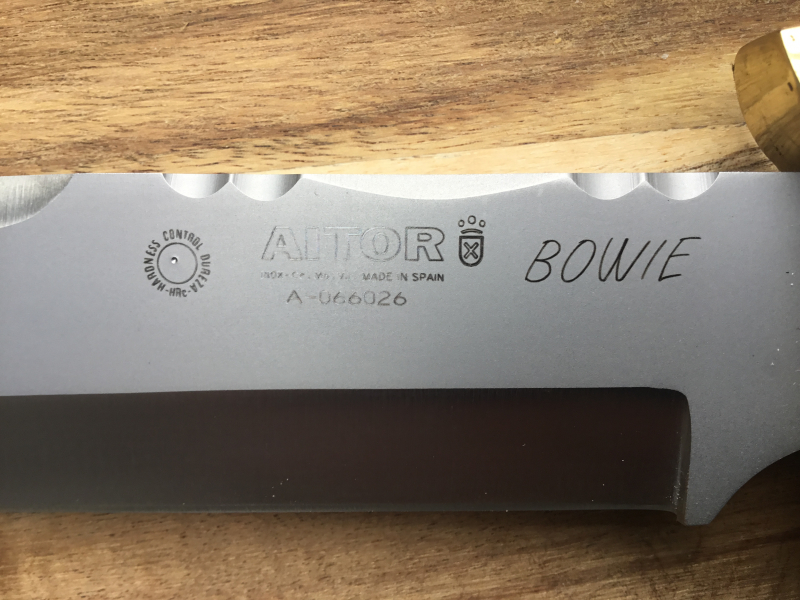 HARDNESS CONTROL DUREZA
-HRc-
AITOR
MADE IN SPAIN
A-066026
BOWIE